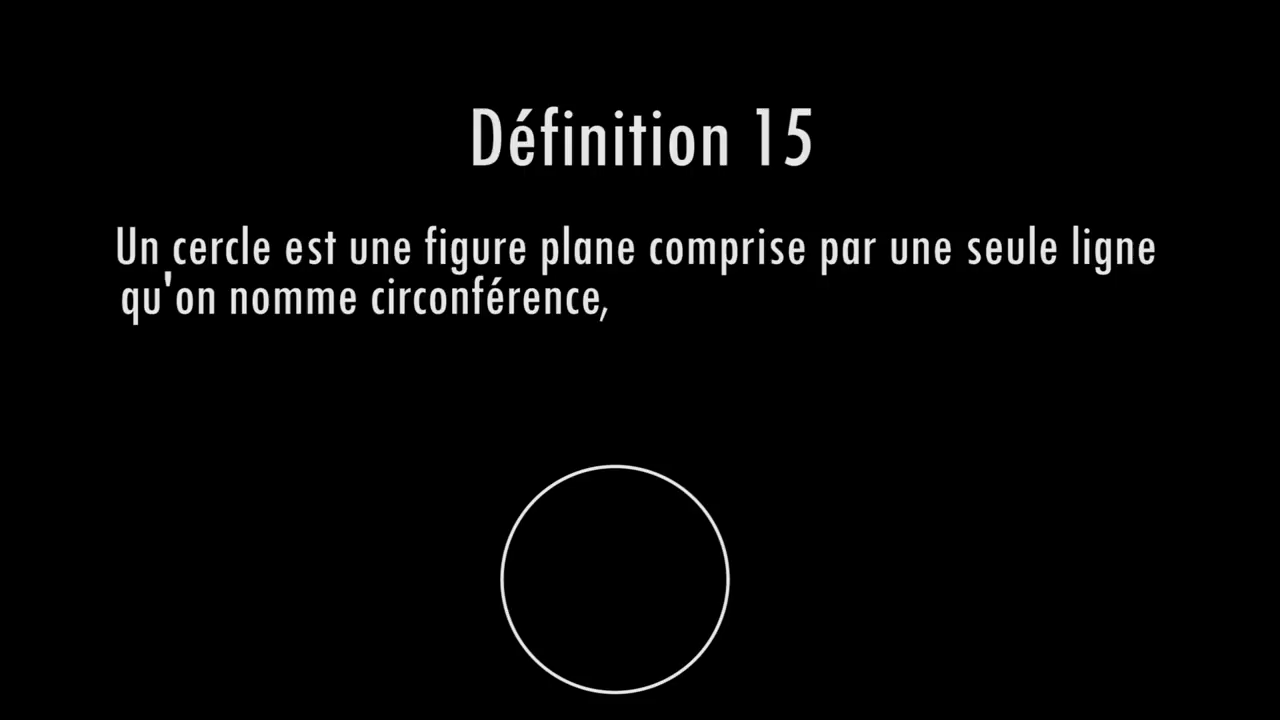 Définition 15
Un cercle est une figure plane comprise par une seule ligne
qu'on nomme circonférence,